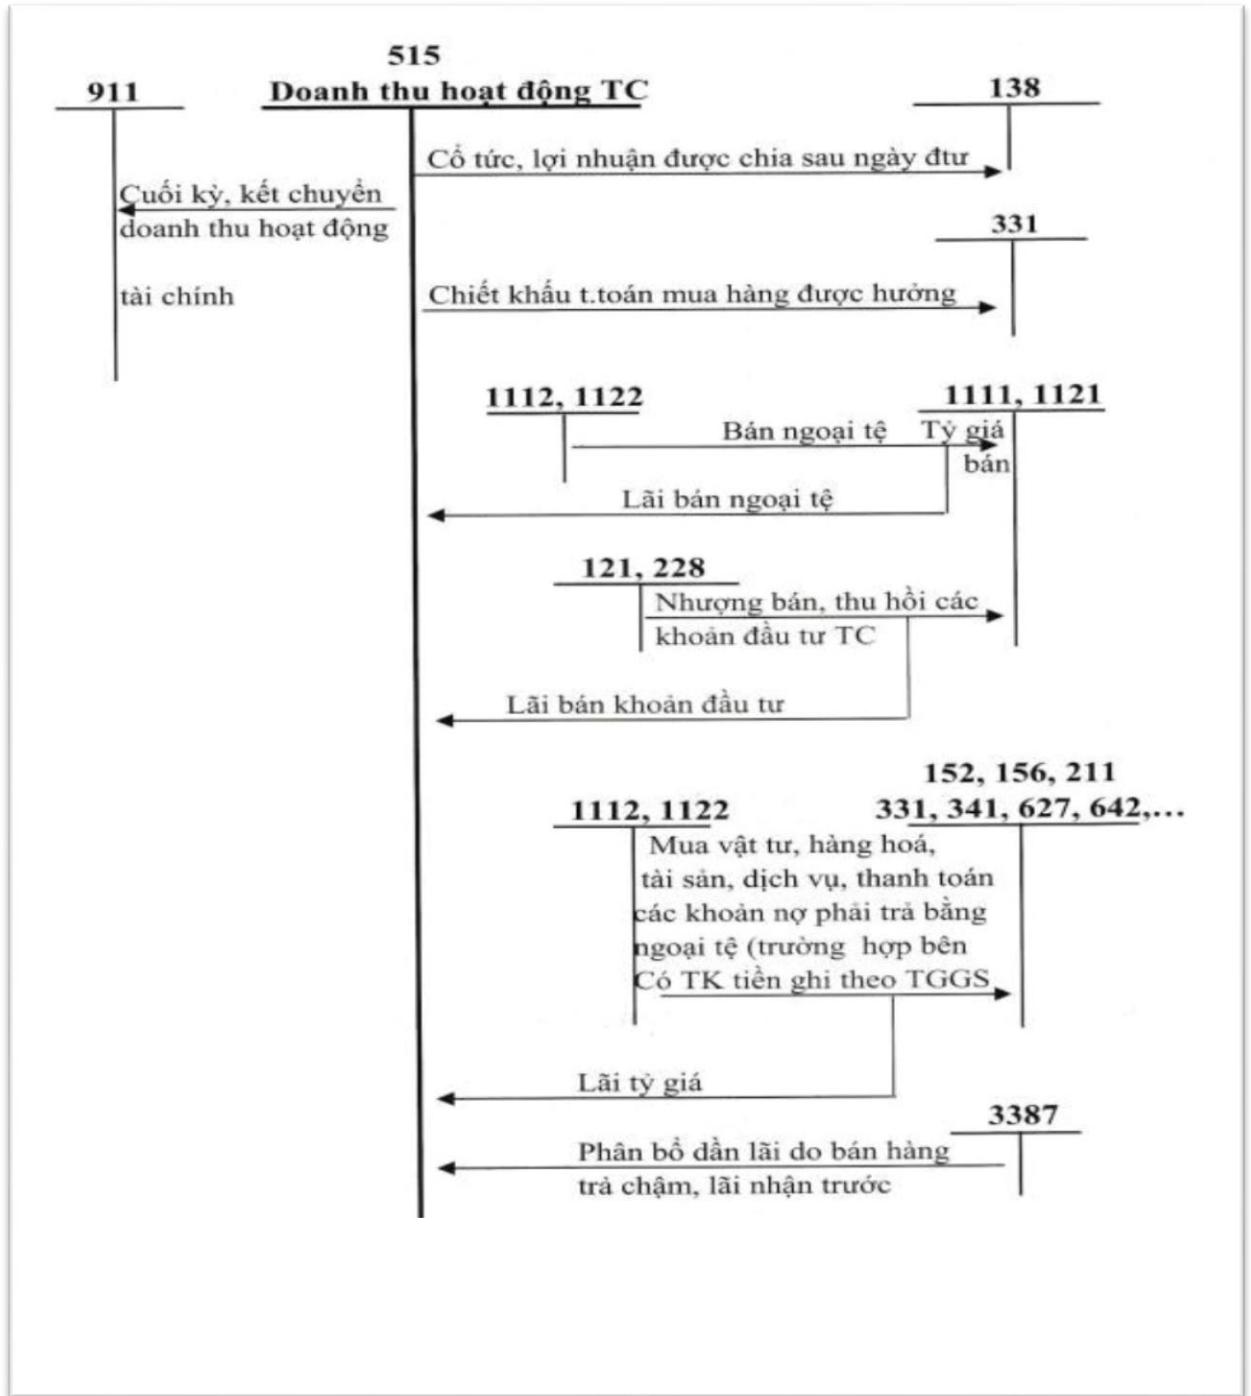 515
911
Doanh thu hoạt động TC
138
Cổ tức, lợi nhuận được chia sau ngày đtư
Cuối kỳ, kết chuyển
doanh thu hoạt động
tài chính
331
Chiết khấu t.toán mua hàng được hưởng
1112, 1122
1111, 1121
Bán ngoại tệ
Tỷ giá
bán
Lãi bán ngoại tệ
121, 228
Nhượng bán, thu hồi các
khoản đầu tư TC
Lãi bán khoản đầu tư
152, 156, 211
1112, 1122
331, 341, 627, 642,...
Mua vật tư, hàng hoá,
tài sản, dịch vụ, thanh toán
các khoản nợ phải trả bằng
ngoại tệ (trường hợp bên
Có TK tiền ghi theo TGGS
Lãi tỷ giá
3387
Phân bổ dần lãi do bán hàng
trả chậm, lãi nhận trước